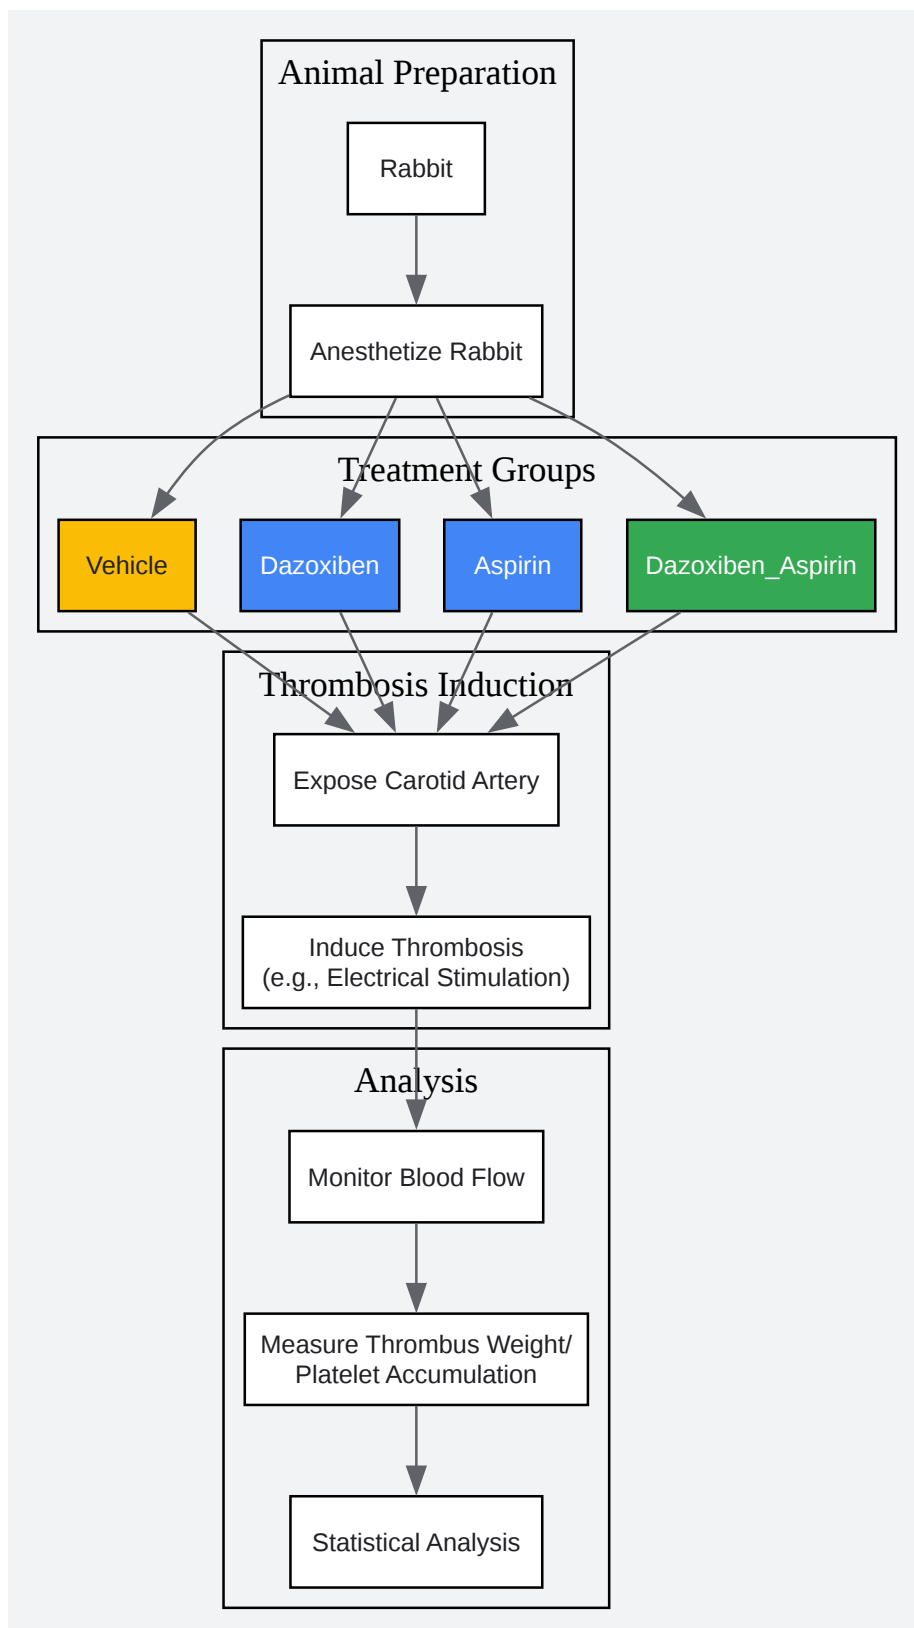 Animal Preparation
Rabbit
Anesthetize Rabbit
Treatment Groups
Vehicle
Dazoxiben
Aspirin
Dazoxiben_Aspirin
Thrombosis Induction
Expose Carotid Artery
Induce Thrombosis
(e.g., Electrical Stimulation)
Analysis
Monitor Blood Flow
Measure Thrombus Weight/
Platelet Accumulation
Statistical Analysis